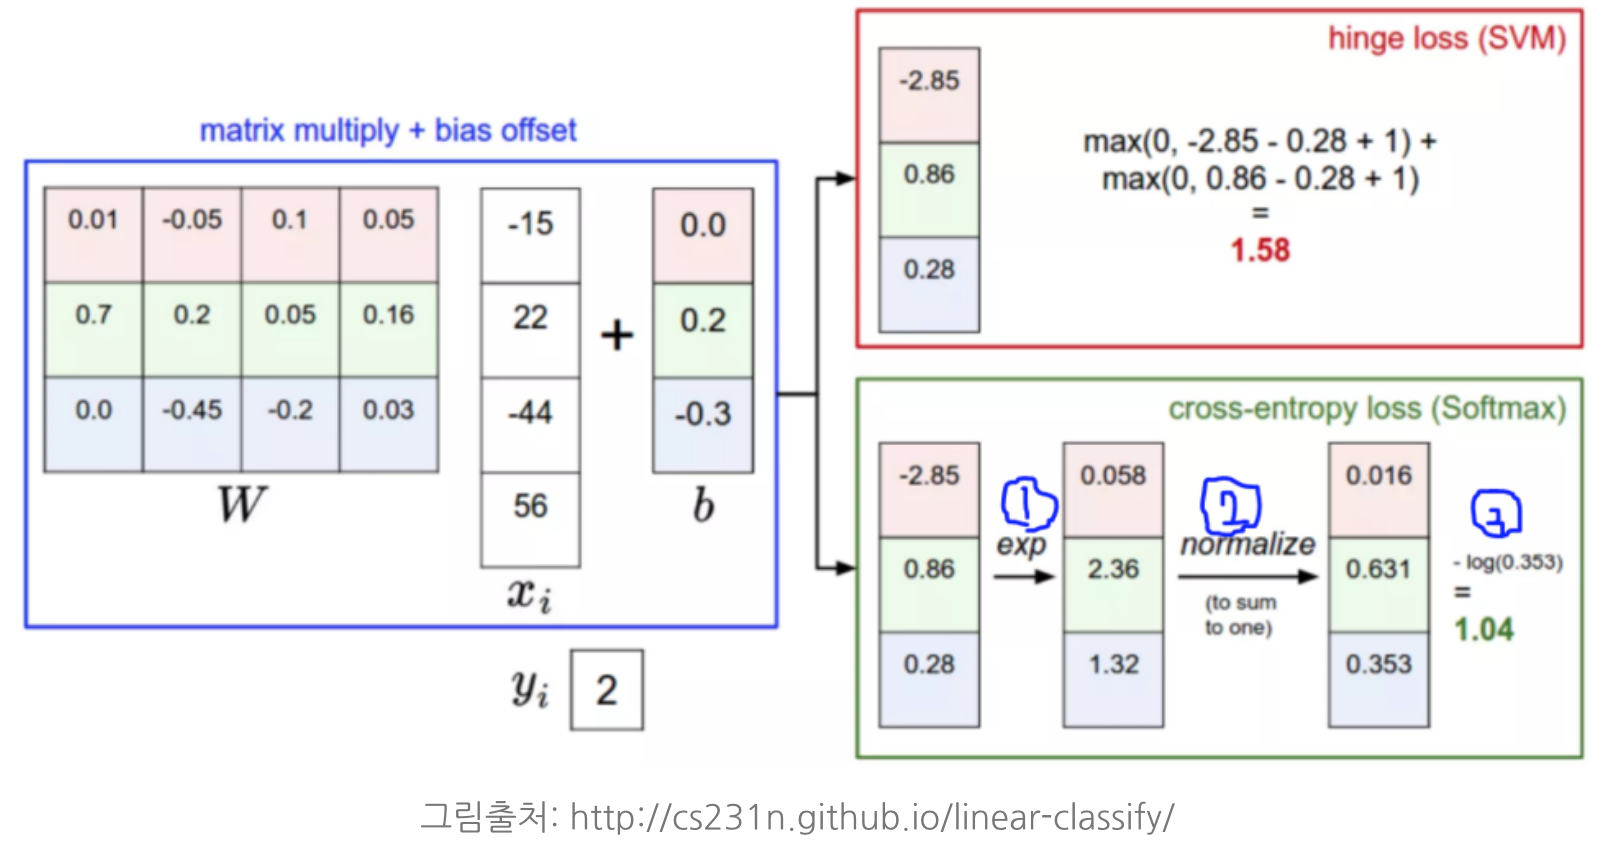 matrix multiply + bias offset
0.01 -0.05 0.1 0.05
0.7 0.2 0.05 0.16
0.0 -0.45 -0.2 0.03
W
-15
22
-44
56
x_i
+
0.0
0.2
-0.3
b
y_i 2
hinge loss (SVM)
-2.85
0.86
0.28
max(0, -2.85 - 0.28 + 1) +
max(0, 0.86 - 0.28 + 1)
=
1.58
cross-entropy loss (Softmax)
-2.85
0.86
0.28
1
exp
0.058
2.36
1.32
2
normalize
(to sum
to one)
0.016
0.631
0.353
3
- log(0.353)
=
1.04
그림출처: http://cs231n.github.io/linear-classify/